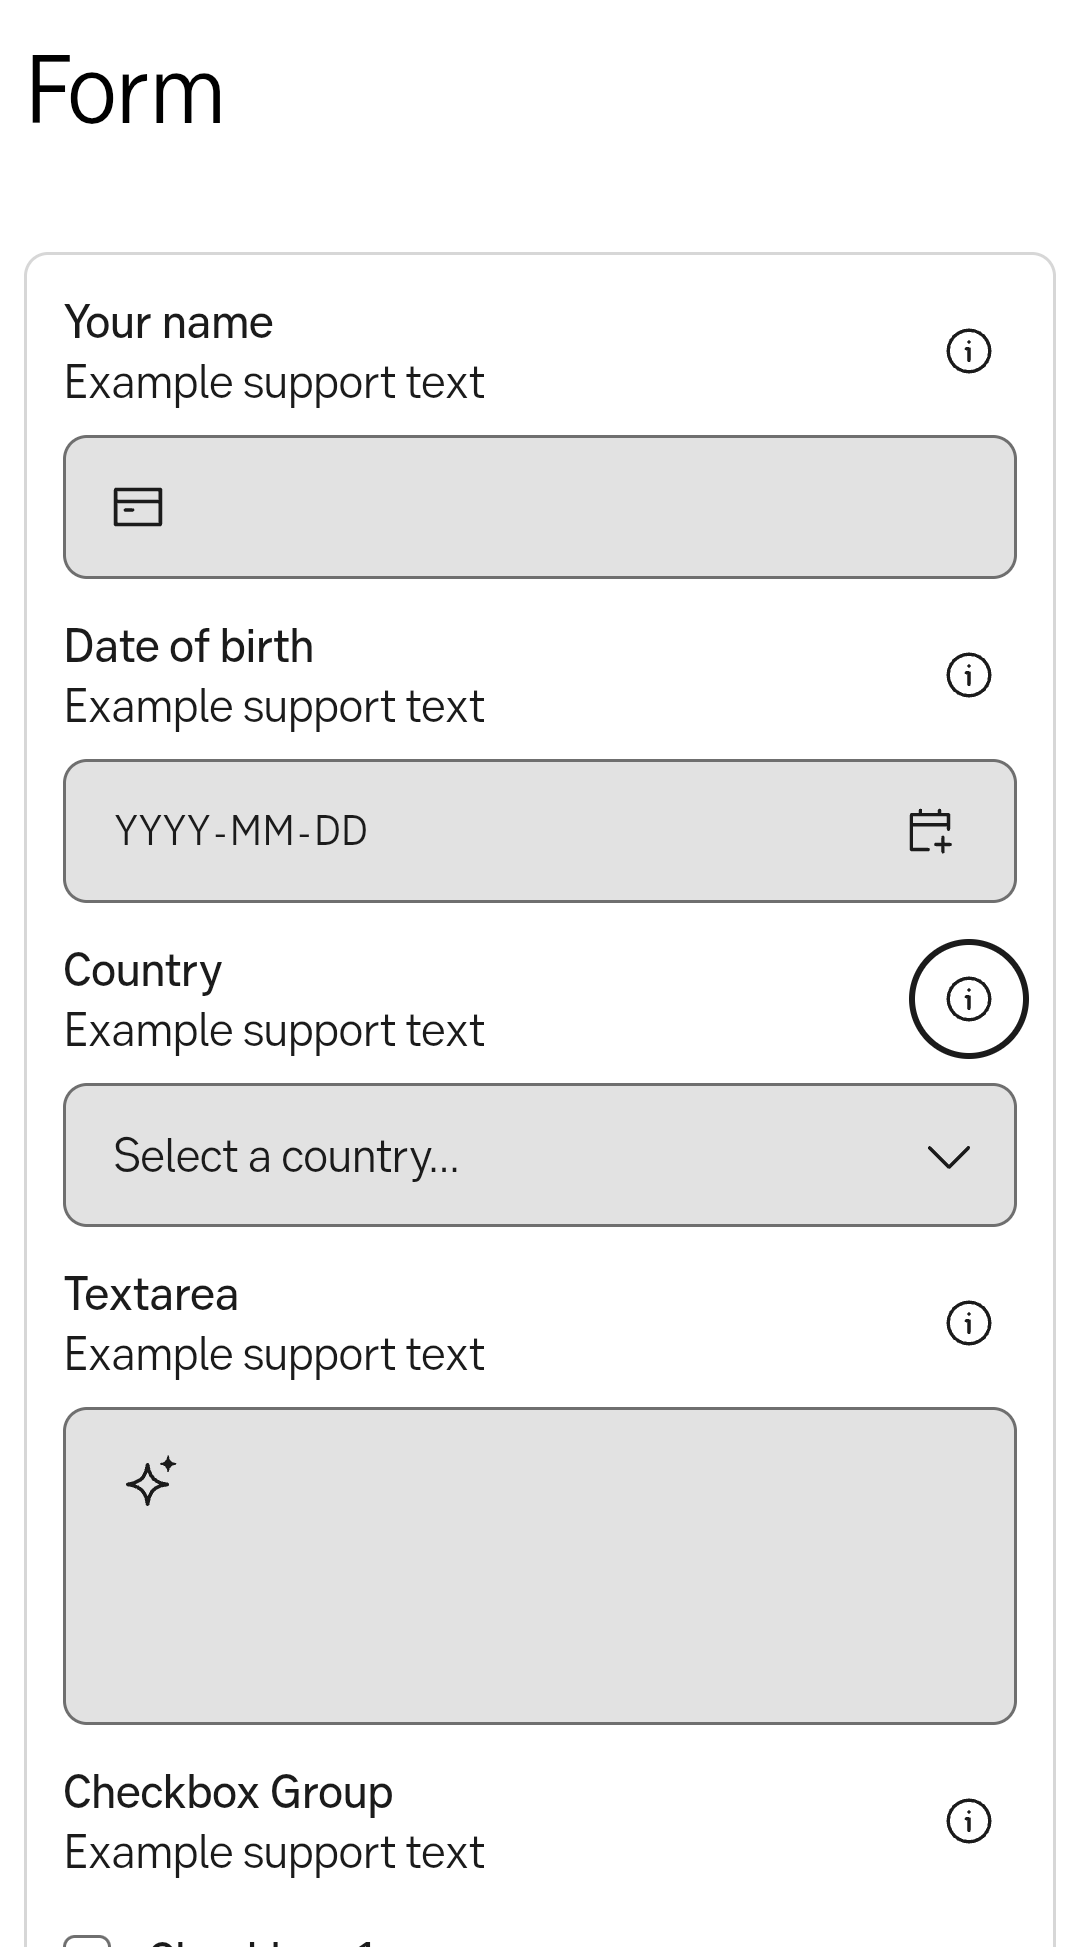 Form
Your name
Example support text
Date of birth
Example support text
YYYY-MM-DD
Country
Example support text
Select a country...
Textarea
Example support text
Checkbox Group
Example support text